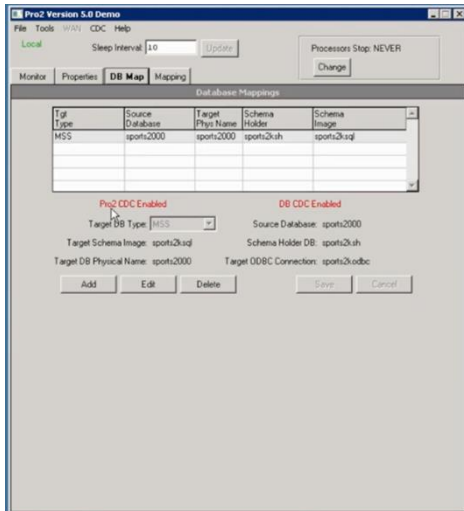 Pro2 Version 5.0 Demo
File Tools WAN CDC Help
Local Sleep Interval: 10 Update Processors Stop: NEVER
Change
Monitor Properties DB Map Mapping
Database Mappings
Tgt Type Source Database Target Phys Name Schema Holder Schema Image
MSS sports2000 sports2000 sports2ksh sports2ksql
Pro2 CDC Enabled DB CDC Enabled
Target DB Type: MSS Source Database: sports2000
Target Schema Image: sports2ksql Schema Holder DB: sports2ksh
Target DB Physical Name: sports2000 Target ODBC Connection: sports2kodbc
Add Edit Delete Save Cancel